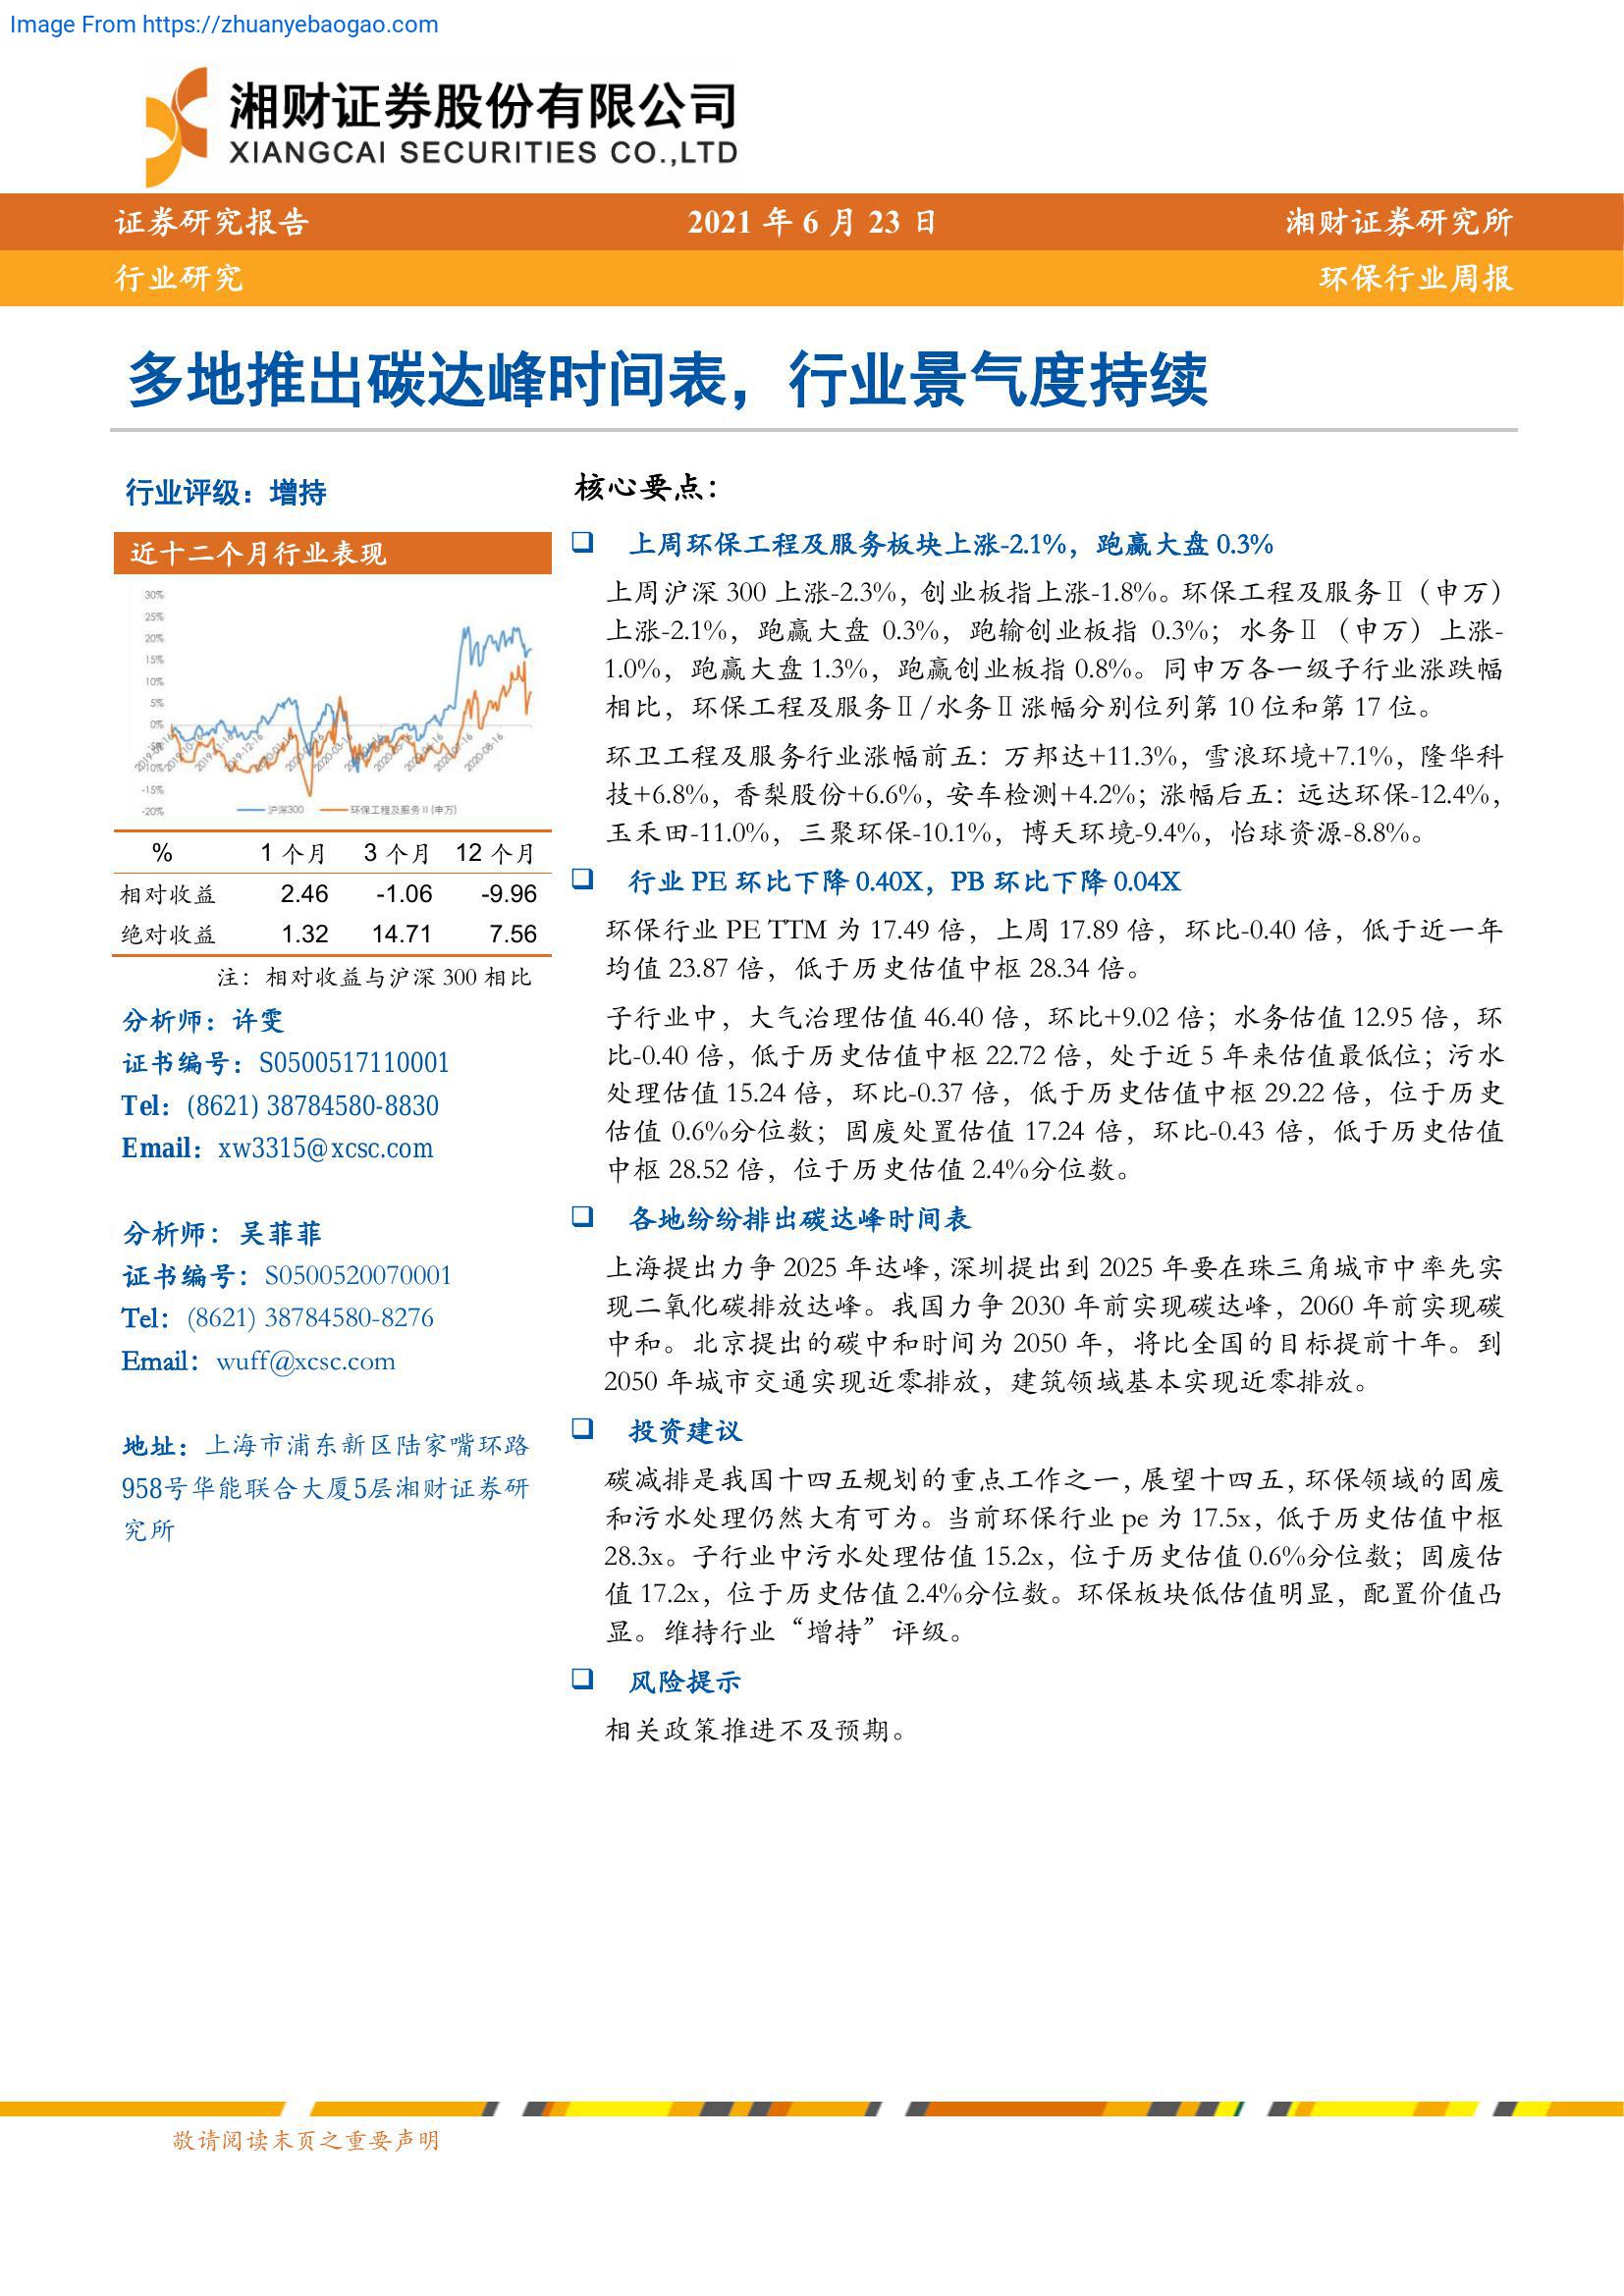 Image From https://zhuanyebaogao.com
湘财证券股份有限公司
XIANGCAI SECURITIES CO.,LTD
证券研究报告 2021 年 6 月 23 日 湘财证券研究所
行业研究 环保行业周报
多地推出碳达峰时间表，行业景气度持续
行业评级：增持
近十二个月行业表现
30%
25%
20%
15%
10%
5%
0%
-15%
-20%
沪深300 环保工程及服务Ⅱ(申万)
% 1 个月 3 个月 12 个月
相对收益 2.46 -1.06 -9.96
绝对收益 1.32 14.71 7.56
注：相对收益与沪深 300 相比
分析师：许雯
证书编号：S0500517110001
Tel：(8621) 38784580-8830
Email：xw3315@xcsc.com
分析师：吴菲菲
证书编号：S0500520070001
Tel：(8621) 38784580-8276
Email：wuff@xcsc.com
地址：上海市浦东新区陆家嘴环路
958号华能联合大厦5层湘财证券研
究所
核心要点：
❑ 上周环保工程及服务板块上涨-2.1%，跑赢大盘 0.3%
上周沪深 300 上涨-2.3%，创业板指上涨-1.8%。环保工程及服务Ⅱ（申万）
上涨-2.1%，跑赢大盘 0.3%，跑输创业板指 0.3%；水务Ⅱ（申万）上涨-
1.0%，跑赢大盘 1.3%，跑赢创业板指 0.8%。同申万各一级子行业涨跌幅
相比，环保工程及服务Ⅱ/水务Ⅱ涨幅分别位列第 10 位和第 17 位。
环卫工程及服务行业涨幅前五：万邦达+11.3%，雪浪环境+7.1%，隆华科
技+6.8%，香梨股份+6.6%，安车检测+4.2%；涨幅后五：远达环保-12.4%，
玉禾田-11.0%，三聚环保-10.1%，博天环境-9.4%，怡球资源-8.8%。
❑ 行业 PE 环比下降 0.40X，PB 环比下降 0.04X
环保行业 PE TTM 为 17.49 倍，上周 17.89 倍，环比-0.40 倍，低于近一年
均值 23.87 倍，低于历史估值中枢 28.34 倍。
子行业中，大气治理估值 46.40 倍，环比+9.02 倍；水务估值 12.95 倍，环
比-0.40 倍，低于历史估值中枢 22.72 倍，处于近 5 年来估值最低位；污水
处理估值 15.24 倍，环比-0.37 倍，低于历史估值中枢 29.22 倍，位于历史
估值 0.6%分位数；固废处置估值 17.24 倍，环比-0.43 倍，低于历史估值
中枢 28.52 倍，位于历史估值 2.4%分位数。
❑ 各地纷纷排出碳达峰时间表
上海提出力争 2025 年达峰，深圳提出到 2025 年要在珠三角城市中率先实
现二氧化碳排放达峰。我国力争 2030 年前实现碳达峰，2060 年前实现碳
中和。北京提出的碳中和时间为 2050 年，将比全国的目标提前十年。到
2050 年城市交通实现近零排放，建筑领域基本实现近零排放。
❑ 投资建议
碳减排是我国十四五规划的重点工作之一，展望十四五，环保领域的固废
和污水处理仍然大有可为。当前环保行业 pe 为 17.5x，低于历史估值中枢
28.3x。子行业中污水处理估值 15.2x，位于历史估值 0.6%分位数；固废估
值 17.2x，位于历史估值 2.4%分位数。环保板块低估值明显，配置价值凸
显。维持行业“增持”评级。
❑ 风险提示
相关政策推进不及预期。
敬请阅读末页之重要声明